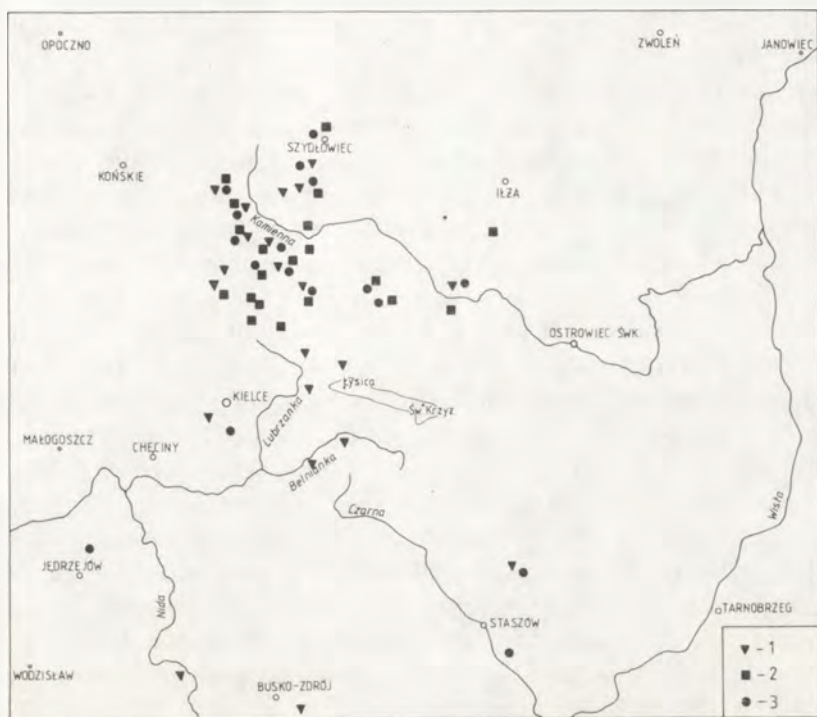 OPOCZNO
ZWOLEŃ
JANOWIEC
SZYDŁOWIEC
KOŃSKIE
IŁŻA
Kamienna
OSTROWIEC ŚWK.
Łysica
KIELCE
Św. Krzyż
Lubrzanka
MAŁOGOSZCZ
CHĘCINY
Belnianka
Czarna
Wisła
JĘDRZEJÓW
Nida
TARNOBRZEG
STASZÓW
WODZISŁAW
BUSKO-ZDRÓJ
- 1
- 2
- 3